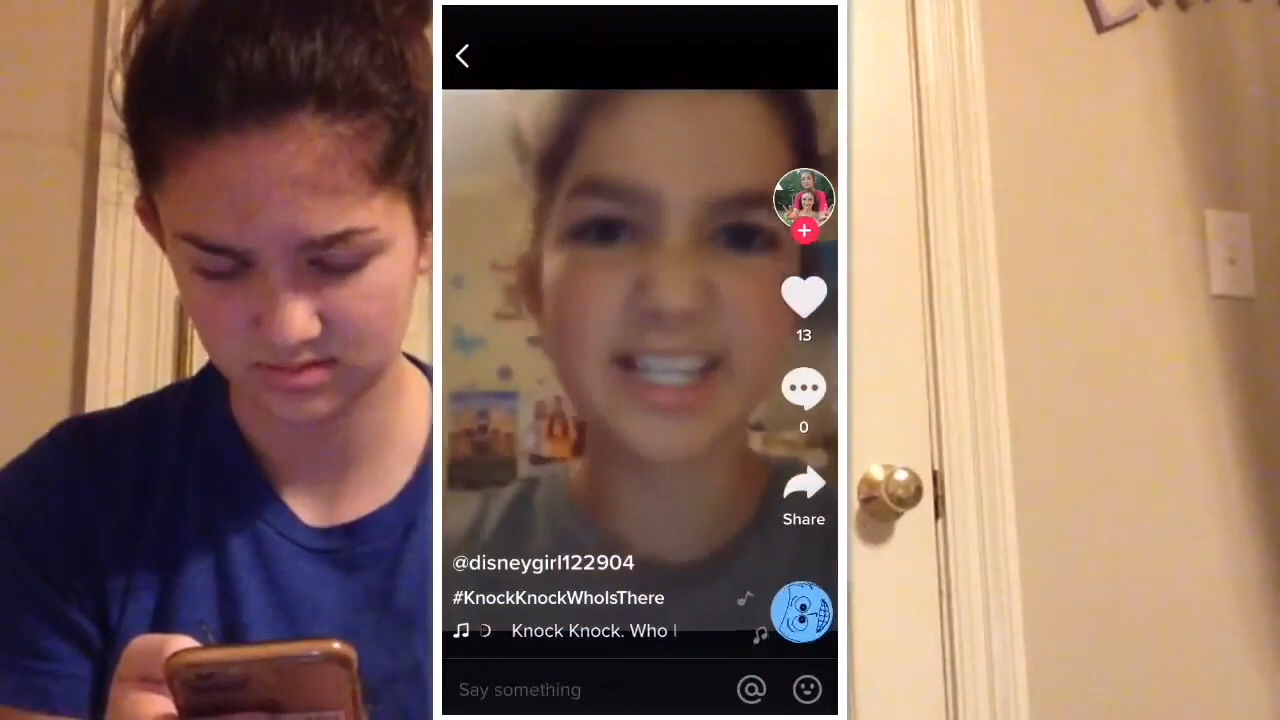 13
0
Share
@disneygirl122904
#KnockKnockWhoIsThere
Knock Knock. Who
Say something